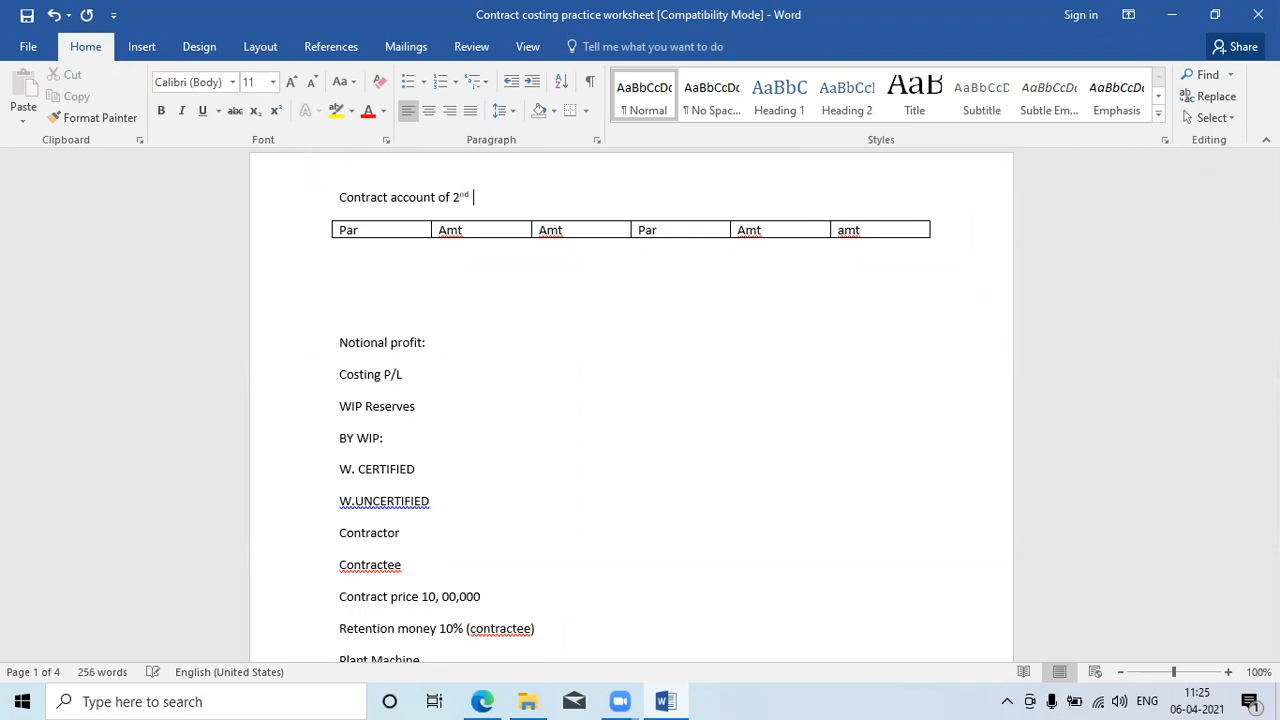 Contract costing practice worksheet [Compatibility Mode] - Word
Sign in
File Home Insert Design Layout References Mailings Review View Tell me what you want to do Share
Paste
Cut
Copy
Format Painter
Clipboard
Calibri (Body) 11
Font
Paragraph
AaBbCcDc AaBbCcDc AaBbC AaBbCcl AaB AaBbCcD AaBbCcDc AaBbCcDc
¶ Normal ¶ No Spac... Heading 1 Heading 2 Title Subtitle Subtle Em... Emphasis
Styles
Find
Replace
Select
Editing
Contract account of 2nd
Par Amt Amt Par Amt amt
Notional profit:
Costing P/L
WIP Reserves
BY WIP:
W. CERTIFIED
W.UNCERTIFIED
Contractor
Contractee
Contract price 10, 00,000
Retention money 10% (contractee)
Plant Machine
Page 1 of 4 256 words English (United States) 100%
Type here to search
ENG
11:25
06-04-2021